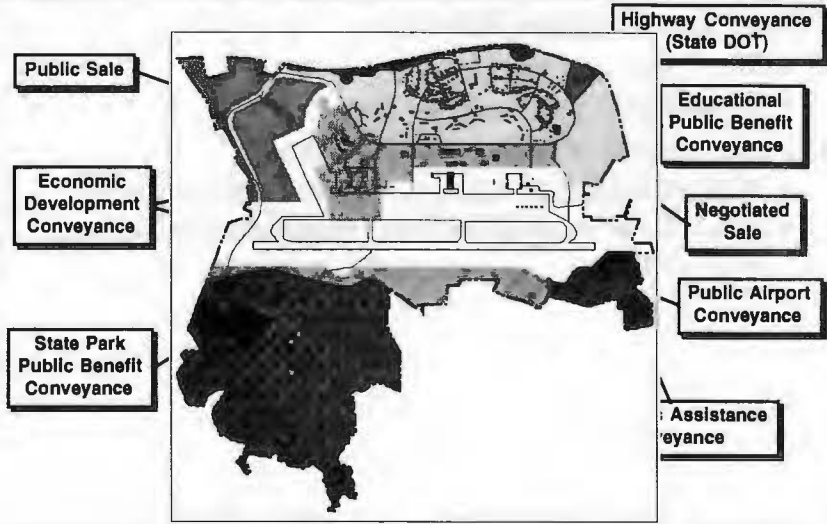 Highway Conveyance
(State DOT)
Public Sale
Educational
Public Benefit
Conveyance
Economic
Development
Conveyance
Negotiated
Sale
Public Airport
Conveyance
State Park
Public Benefit
Conveyance
Assistance